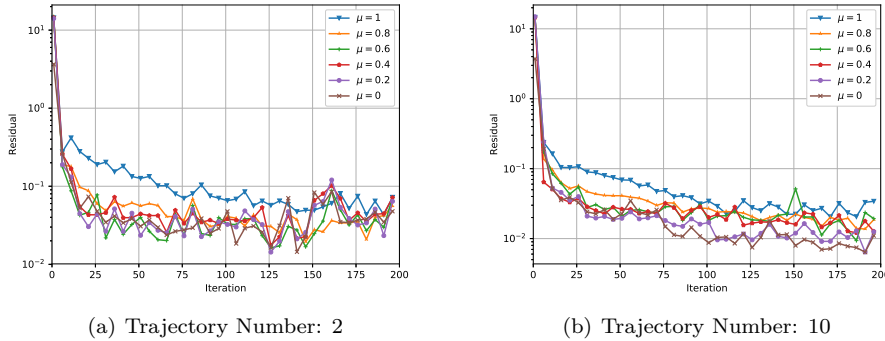 μ = 1
μ = 0.8
μ = 0.6
μ = 0.4
μ = 0.2
μ = 0
10¹
10⁰
10⁻¹
10⁻²
Residual
0 25 50 75 100 125 150 175 200
Iteration
(a) Trajectory Number: 2
μ = 1
μ = 0.8
μ = 0.6
μ = 0.4
μ = 0.2
μ = 0
10¹
10⁰
10⁻¹
10⁻²
Residual
0 25 50 75 100 125 150 175 200
Iteration
(b) Trajectory Number: 10